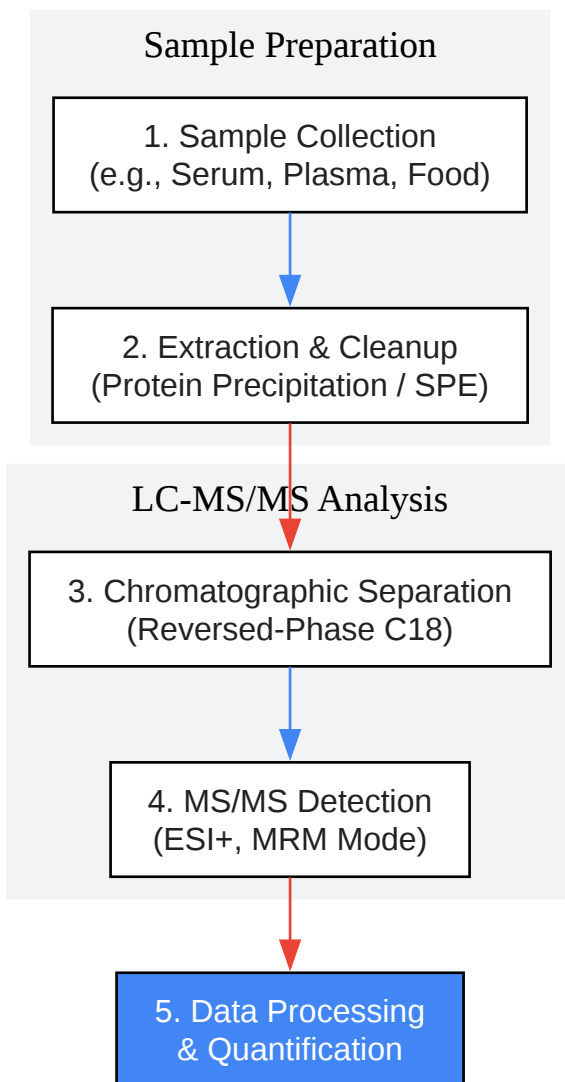 Sample Preparation
1. Sample Collection
(e.g., Serum, Plasma, Food)
2. Extraction & Cleanup
(Protein Precipitation / SPE)
LC-MS/MS Analysis
3. Chromatographic Separation
(Reversed-Phase C18)
4. MS/MS Detection
(ESI+, MRM Mode)
5. Data Processing
& Quantification